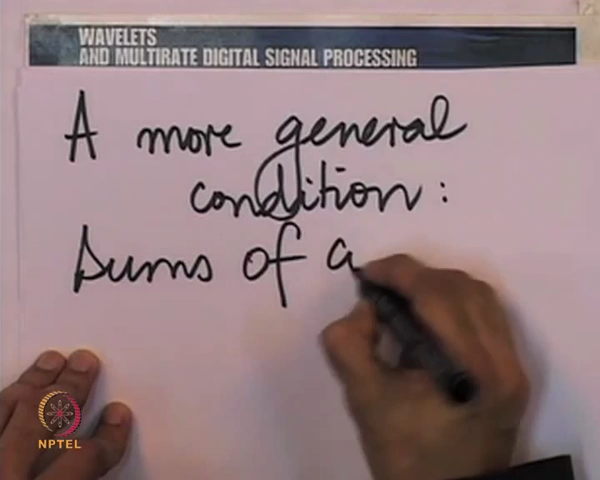 WAVELETS
AND MULTIRATE DIGITAL SIGNAL PROCESSING
A more general
condition:
Sums of a
NPTEL